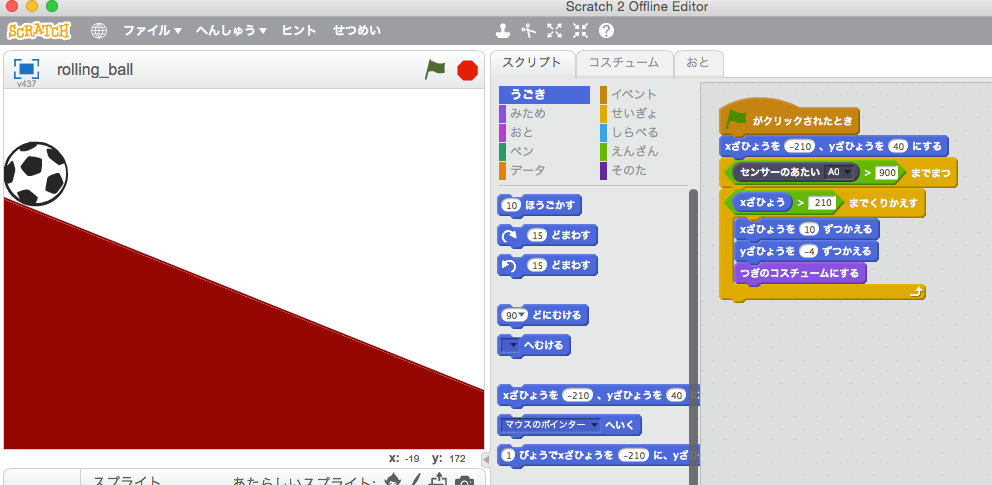 Scratch 2 Offline Editor
SCRATCH ファイル▼ へんしゅう▼ ヒント せつめい
v437 rolling_ball
スクリプト コスチューム おと
うごき イベント
みため せいぎょ
おと しらべる
ペン えんざん
データ そのた
10 ほうごかす
15 どまわす
15 どまわす
90▼ どにむける
▼ へむける
xざひょうを -210 、yざひょうを 40
マウスのポインター ▼ へいく
1 びょうでxざひょうを -210 に、yざひ
がクリックされたとき
xざひょうを -210 、yざひょうを 40 にする
センサーのあたい A0 ▼ > 900 までまつ
xざひょう > 210 までくりかえす
xざひょうを 10 ずつかえる
yざひょうを -4 ずつかえる
つぎのコスチュームにする
x: -19 y: 172
スプライト あたらしいスプライト: